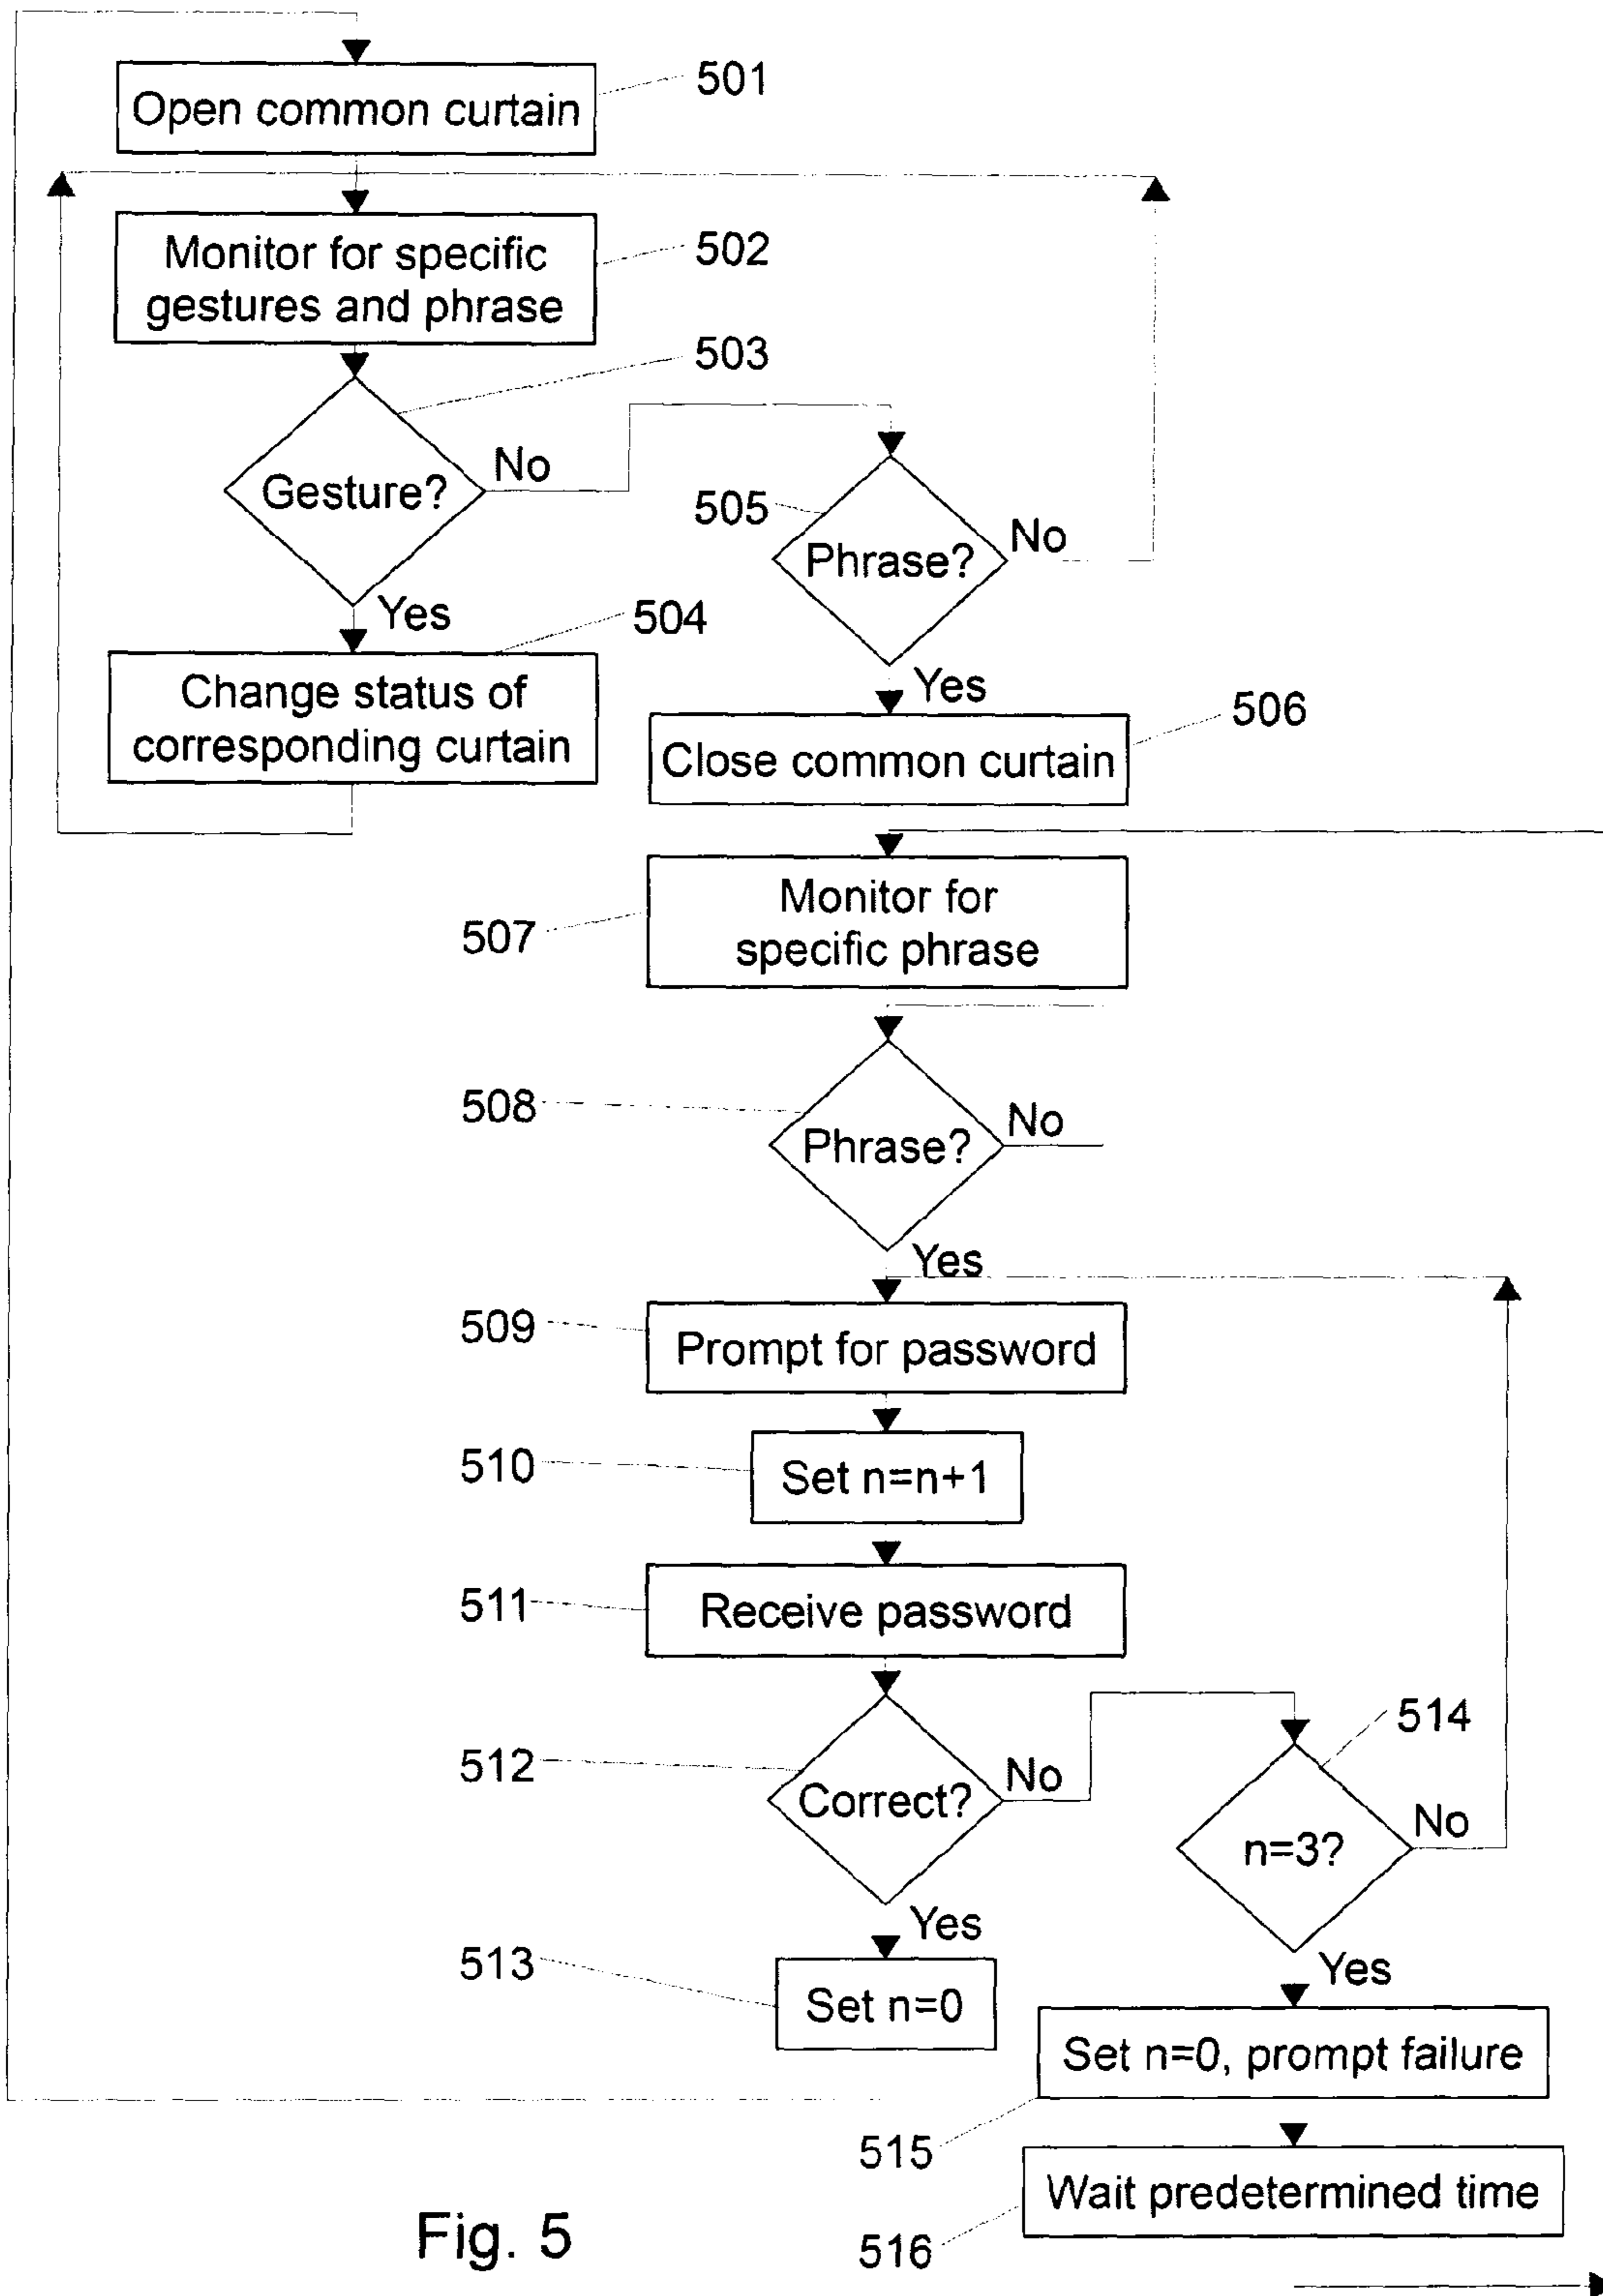 Open common curtain
501
Monitor for specific
gestures and phrase
502
503
Gesture?
No
505
Phrase?
No
Yes
504
Change status of
corresponding curtain
Yes
506
Close common curtain
507
Monitor for
specific phrase
508
Phrase?
No
Yes
509
Prompt for password
510
Set n=n+1
511
Receive password
512
Correct?
No
514
n=3?
No
Yes
513
Set n=0
Yes
Set n=0, prompt failure
515
Wait predetermined time
516
Fig. 5